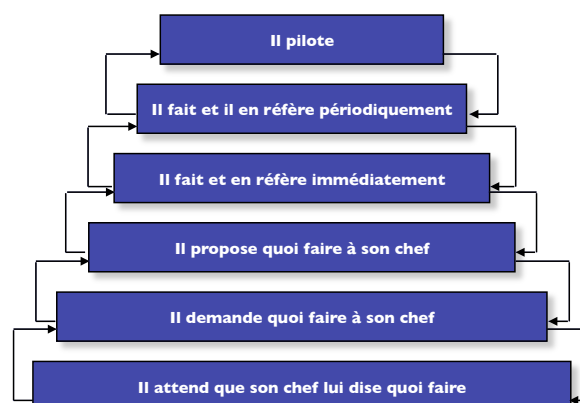 Il pilote
Il fait et il en réfère périodiquement
Il fait et en réfère immédiatement
Il propose quoi faire à son chef
Il demande quoi faire à son chef
Il attend que son chef lui dise quoi faire